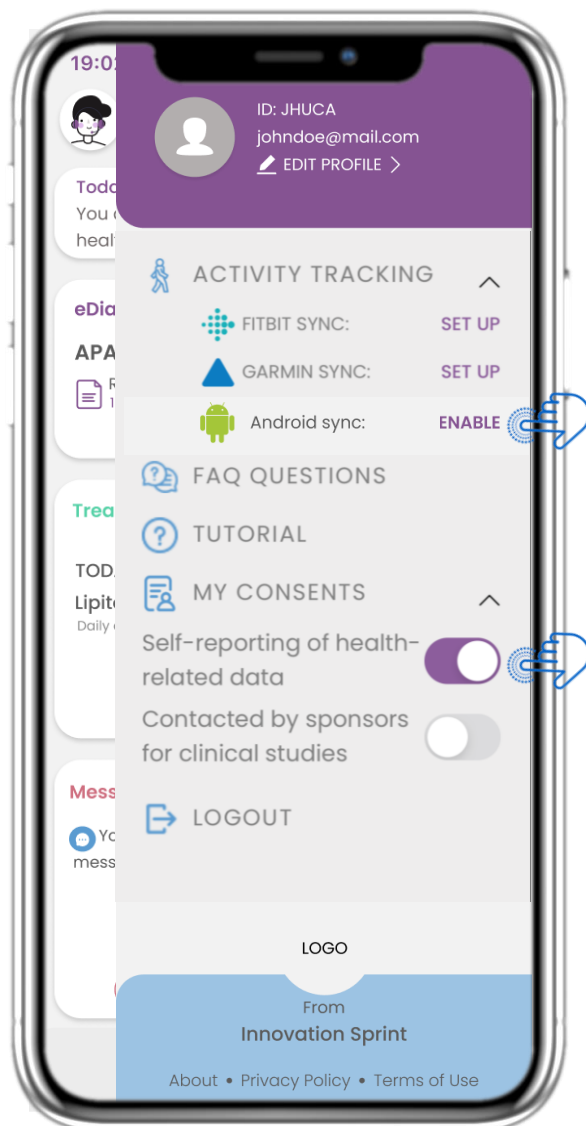 19:0
ID: JHUCA
johndoe@mail.com
EDIT PROFILE
Toda
You
heal
ACTIVITY TRACKING
FITBIT SYNC: SET UP
GARMIN SYNC: SET UP
Android sync: ENABLE
eDia
APA
FAQ QUESTIONS
TUTORIAL
MY CONSENTS
Self-reporting of health-
related data
Contacted by sponsors
for clinical studies
LOGOUT
Trea
TOD
Lipit
Daily
Mess
Yo
mess
LOGO
From
Innovation Sprint
About • Privacy Policy • Terms of Use